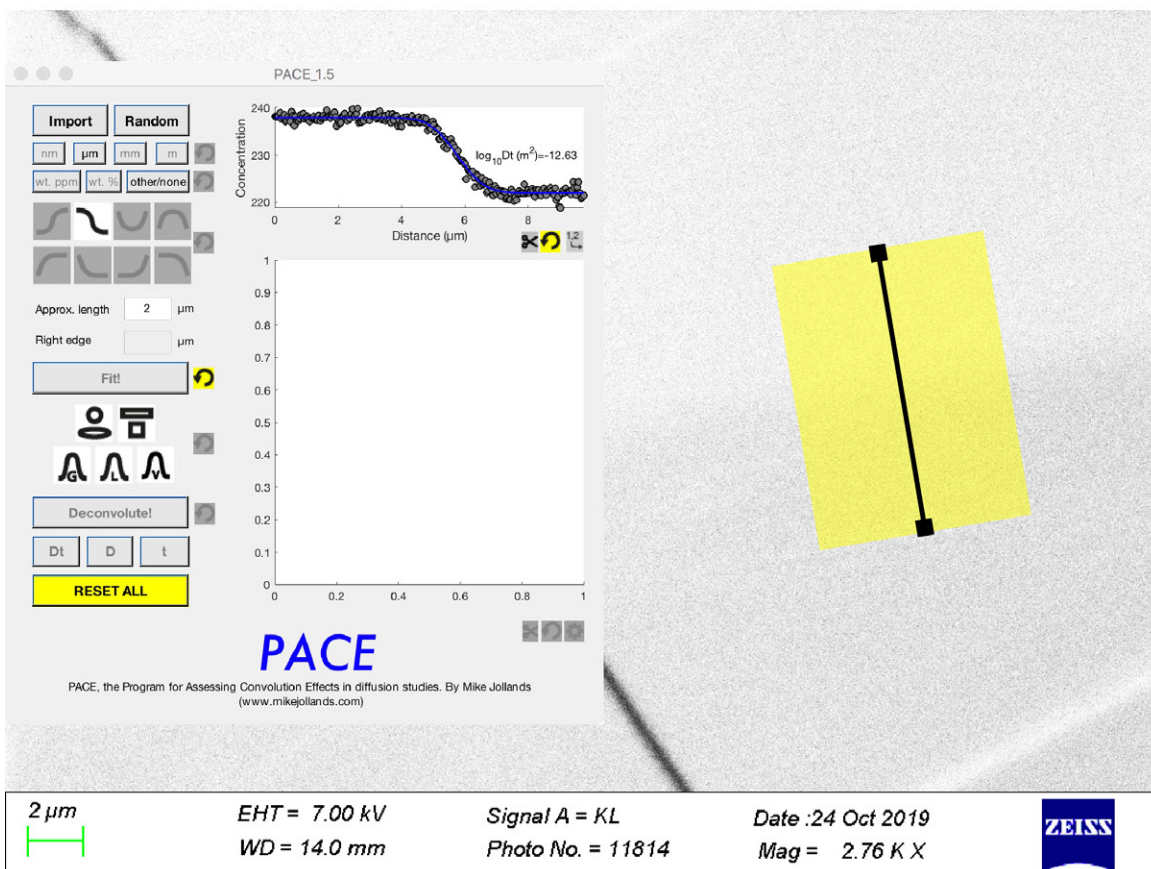 PACE_1.5
Import Random
nm µm mm m
wt. ppm wt. % other/none
Approx. length 2 µm
Right edge µm
Fit!
G L V
Deconvolute!
Dt D t
RESET ALL
240
230
220
Concentration
log10Dt (m2)=-12.63
0 2 4 6 8
Distance (µm)
1,2
1
0.9
0.8
0.7
0.6
0.5
0.4
0.3
0.2
0.1
0
0 0.2 0.4 0.6 0.8 1
PACE
PACE, the Program for Assessing Convolution Effects in diffusion studies. By Mike Jollands
(www.mikejollands.com)
2 µm
EHT = 7.00 kV
WD = 14.0 mm
Signal A = KL
Photo No. = 11814
Date :24 Oct 2019
Mag = 2.76 K X
ZEISS